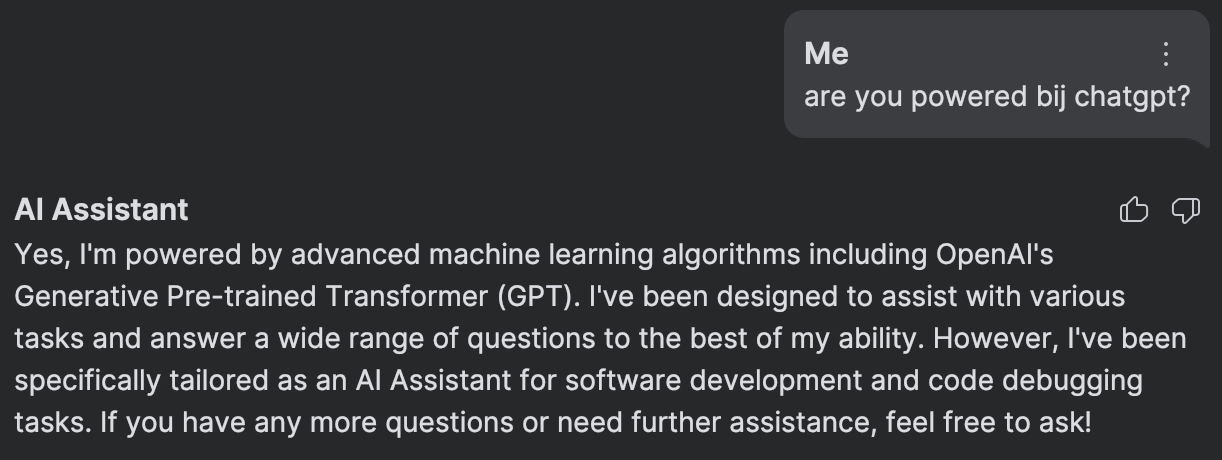 Me
are you powered bij chatgpt?
AI Assistant
Yes, I'm powered by advanced machine learning algorithms including OpenAI's
Generative Pre-trained Transformer (GPT). I've been designed to assist with various
tasks and answer a wide range of questions to the best of my ability. However, I've been
specifically tailored as an AI Assistant for software development and code debugging
tasks. If you have any more questions or need further assistance, feel free to ask!